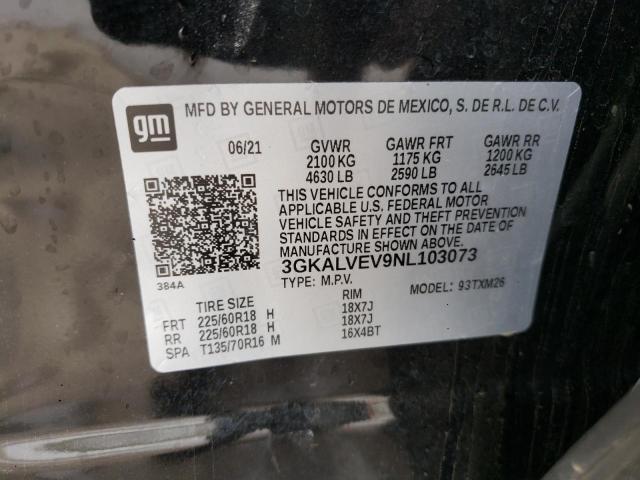 gm
MFD BY GENERAL MOTORS DE MEXICO, S. DE R.L. DE C.V.
06/21 GVWR GAWR FRT GAWR RR
2100 KG 1175 KG 1200 KG
4630 LB 2590 LB 2645 LB
THIS VEHICLE CONFORMS TO ALL
APPLICABLE U.S. FEDERAL MOTOR
VEHICLE SAFETY AND THEFT PREVENTION
STANDARDS IN EFFECT ON THE DATE OF
MANUFACTURE SHOWN ABOVE.
3GKALVEV9NL103073
384A TYPE: M.P.V. MODEL: 93TXM26
TIRE SIZE RIM
FRT 225/60R18 H 18X7J
RR 225/60R18 H 18X7J
SPA T135/70R16 M 16X4BT